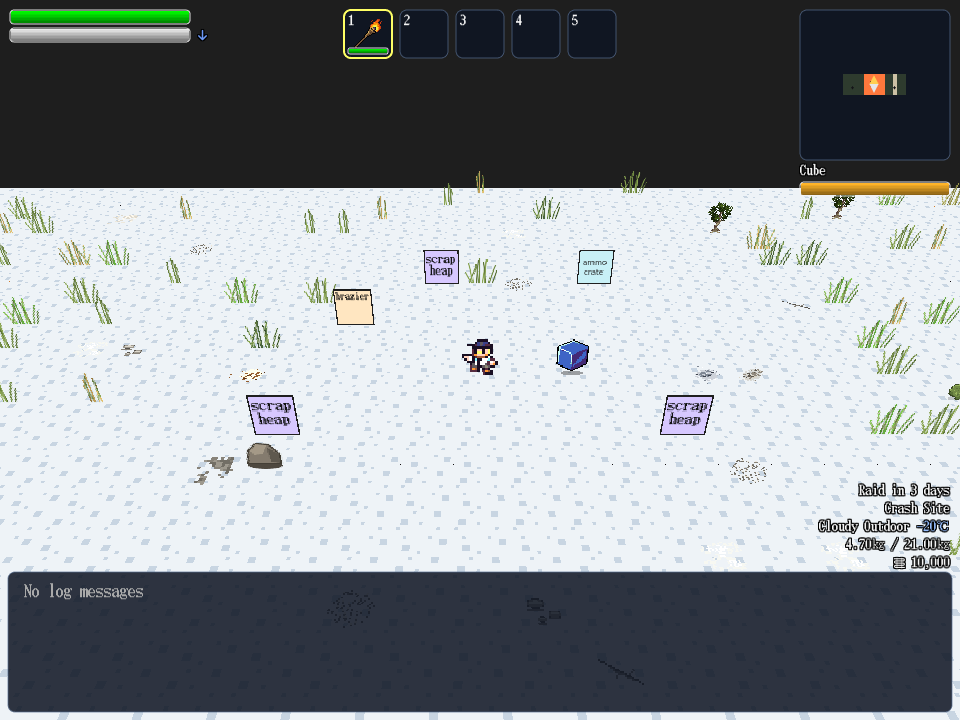 1
2
3
4
5
Cube
scrap
heap
ammo
crate
brazier
scrap
heap
scrap
heap
Raid in 3 days
Crash Site
Cloudy Outdoor -20°C
4.70kg / 21.00kg
10,000
No log messages